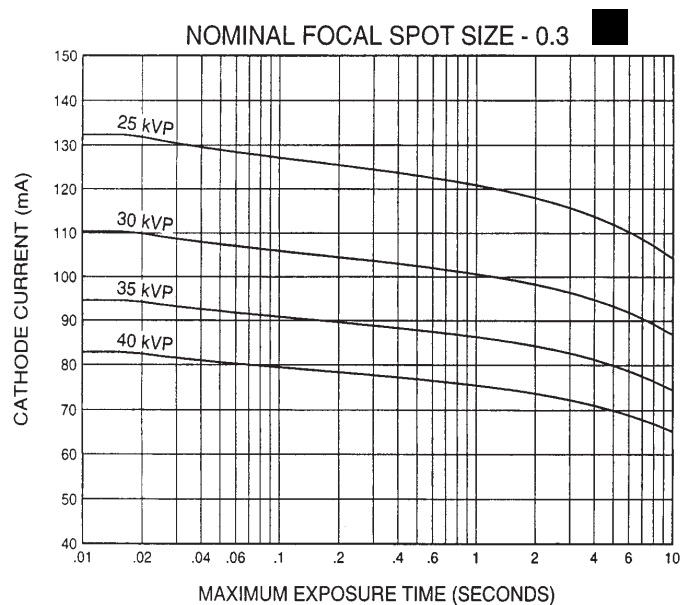 NOMINAL FOCAL SPOT SIZE - 0.3
150
140
130
120
110
100
90
80
70
60
50
40
CATHODE CURRENT (mA)
25 kVP
30 kVP
35 kVP
40 kVP
.01 .02 .04 .06 .1 .2 .4 .6 1 2 4 6 10
MAXIMUM EXPOSURE TIME (SECONDS)